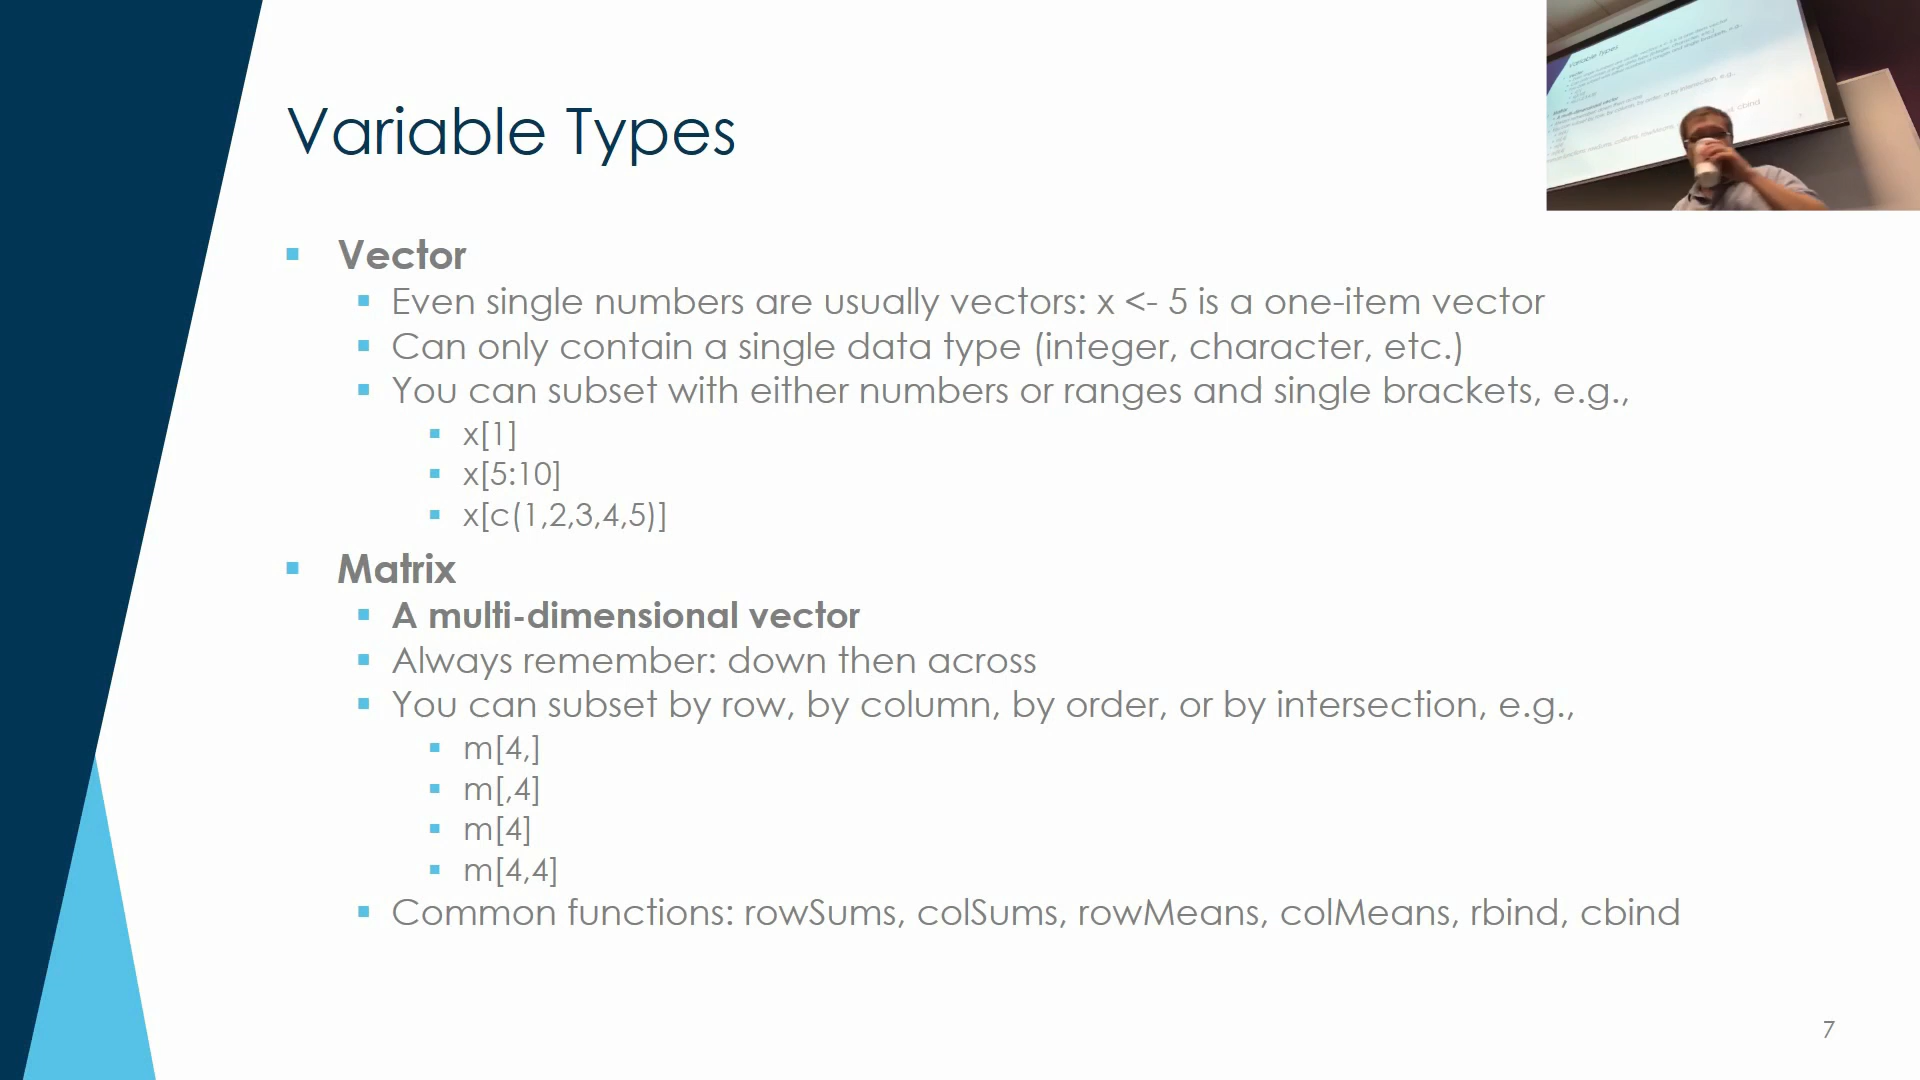 Variable Types
Vector
Even single numbers are usually vectors: x <- 5 is a one-item vector
Can only contain a single data type (integer, character, etc.)
You can subset with either numbers or ranges and single brackets, e.g.,
x[1]
x[5:10]
x[c(1,2,3,4,5)]
Matrix
A multi-dimensional vector
Always remember: down then across
You can subset by row, by column, by order, or by intersection, e.g.,
m[4,]
m[,4]
m[4]
m[4,4]
Common functions: rowSums, colSums, rowMeans, colMeans, rbind, cbind
7